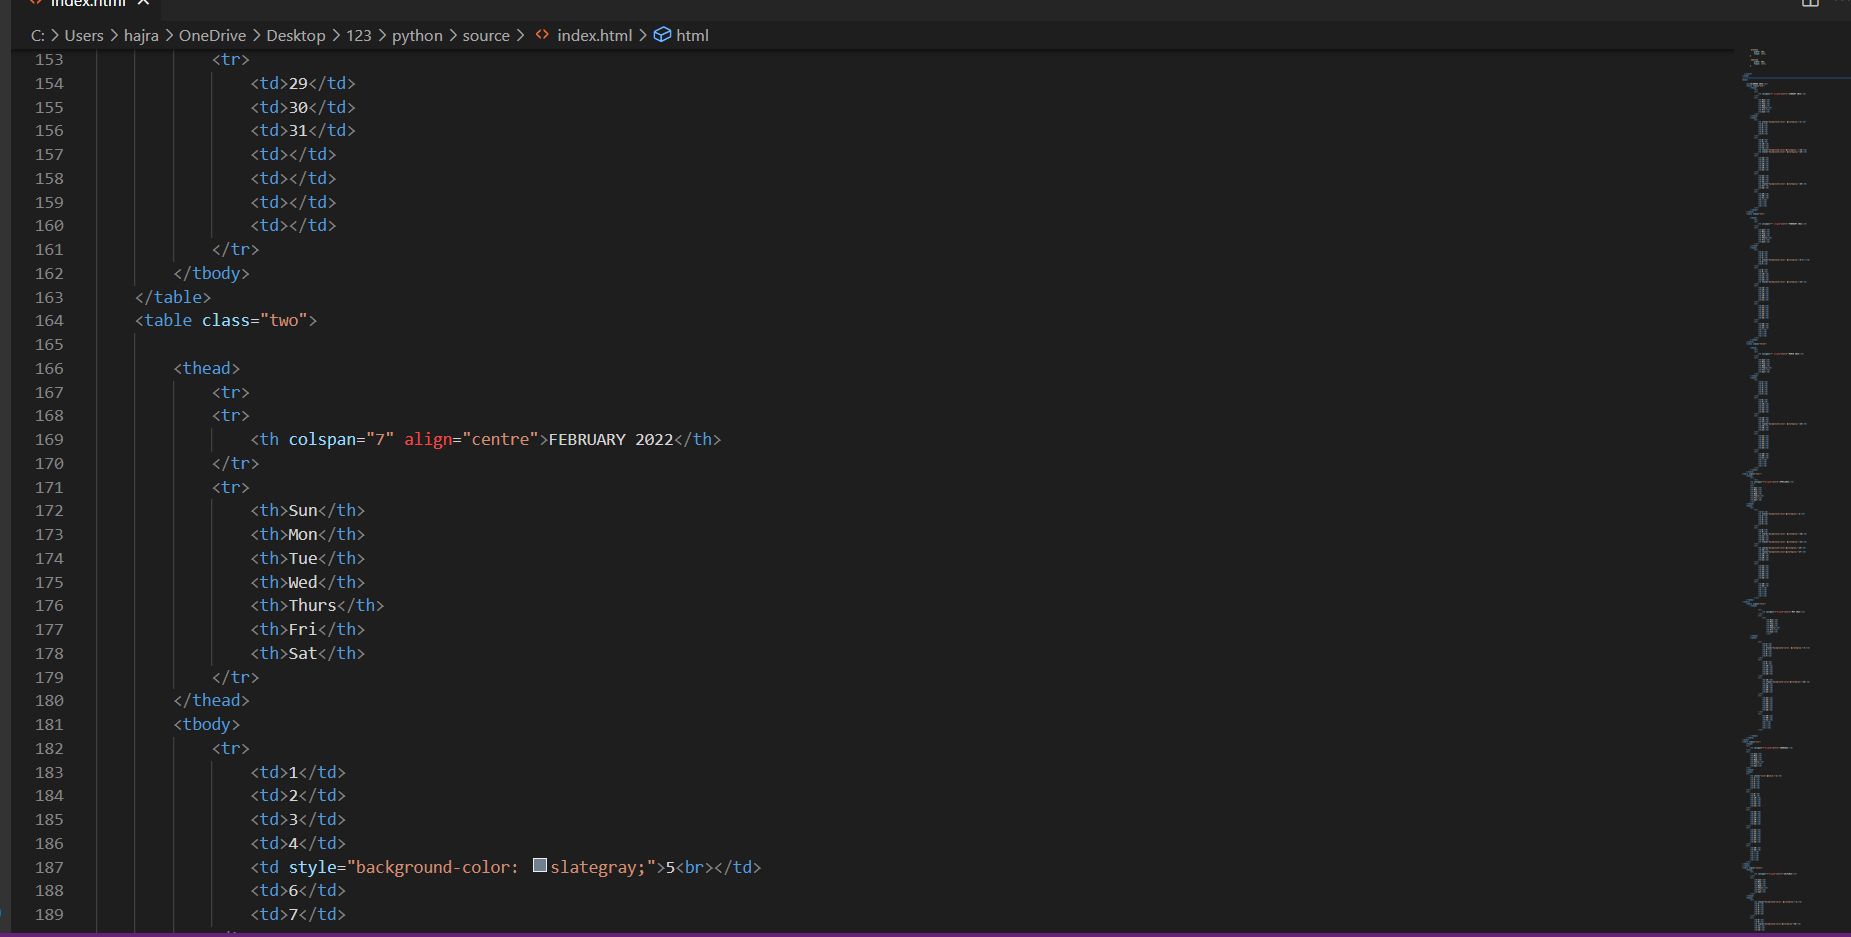 index.html
C: > Users > hajra > OneDrive > Desktop > 123 > python > source > <> index.html > html
153 <tr>
154 <td>29</td>
155 <td>30</td>
156 <td>31</td>
157 <td></td>
158 <td></td>
159 <td></td>
160 <td></td>
161 </tr>
162 </tbody>
163 </table>
164 <table class="two">
165
166 <thead>
167 <tr>
168 <tr>
169 <th colspan="7" align="centre">FEBRUARY 2022</th>
170 </tr>
171 <tr>
172 <th>Sun</th>
173 <th>Mon</th>
174 <th>Tue</th>
175 <th>Wed</th>
176 <th>Thurs</th>
177 <th>Fri</th>
178 <th>Sat</th>
179 </tr>
180 </thead>
181 <tbody>
182 <tr>
183 <td>1</td>
184 <td>2</td>
185 <td>3</td>
186 <td>4</td>
187 <td style="background-color: slategray;">5<br></td>
188 <td>6</td>
189 <td>7</td>